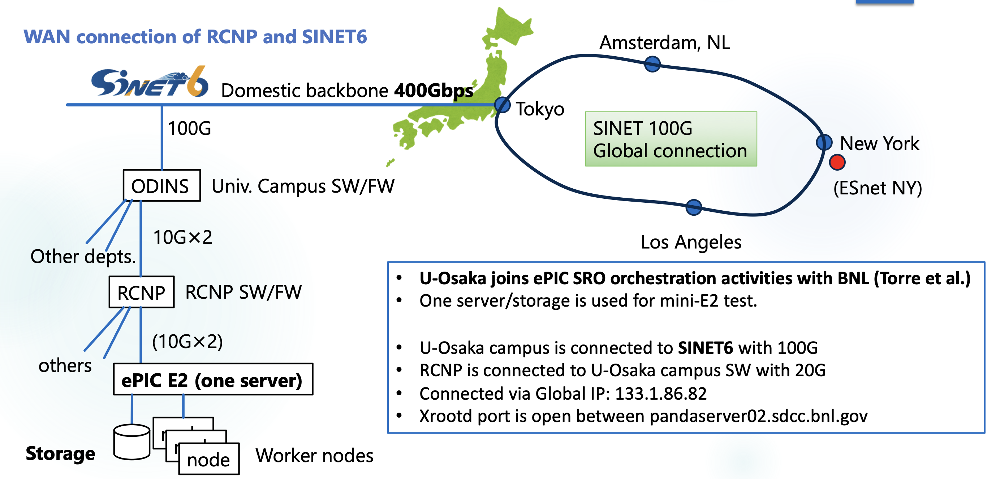 WAN connection of RCNP and SINET6
SiNET6
Domestic backbone 400Gbps
100G
ODINS
Univ. Campus SW/FW
10G×2
Other depts.
RCNP
RCNP SW/FW
(10G×2)
others
ePIC E2 (one server)
Storage
node
Worker nodes
Amsterdam, NL
Tokyo
SINET 100G
Global connection
New York
(ESnet NY)
Los Angeles
• U-Osaka joins ePIC SRO orchestration activities with BNL (Torre et al.)
• One server/storage is used for mini-E2 test.
• U-Osaka campus is connected to SINET6 with 100G
• RCNP is connected to U-Osaka campus SW with 20G
• Connected via Global IP: 133.1.86.82
• Xrootd port is open between pandaserver02.sdcc.bnl.gov